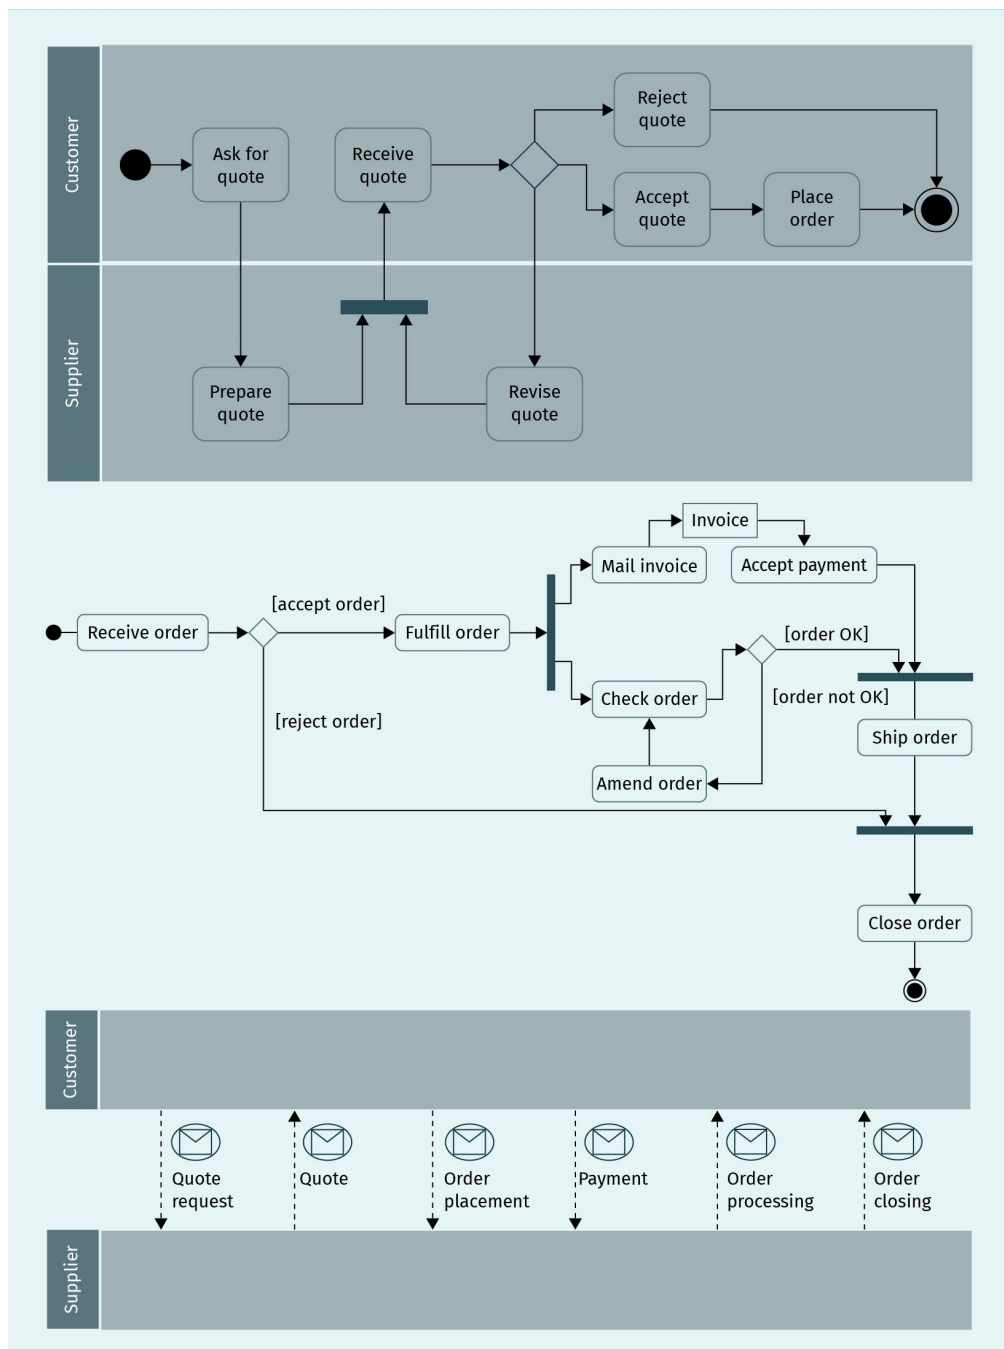 Customer
Ask for
quote
Receive
quote
Reject
quote
Accept
quote
Place
order
Supplier
Prepare
quote
Revise
quote
Invoice
Mail invoice
Accept payment
Receive order
[accept order]
Fulfill order
[order OK]
[order not OK]
Check order
[reject order]
Ship order
Amend order
Close order
Customer
Quote
request
Quote
Order
placement
Payment
Order
processing
Order
closing
Supplier